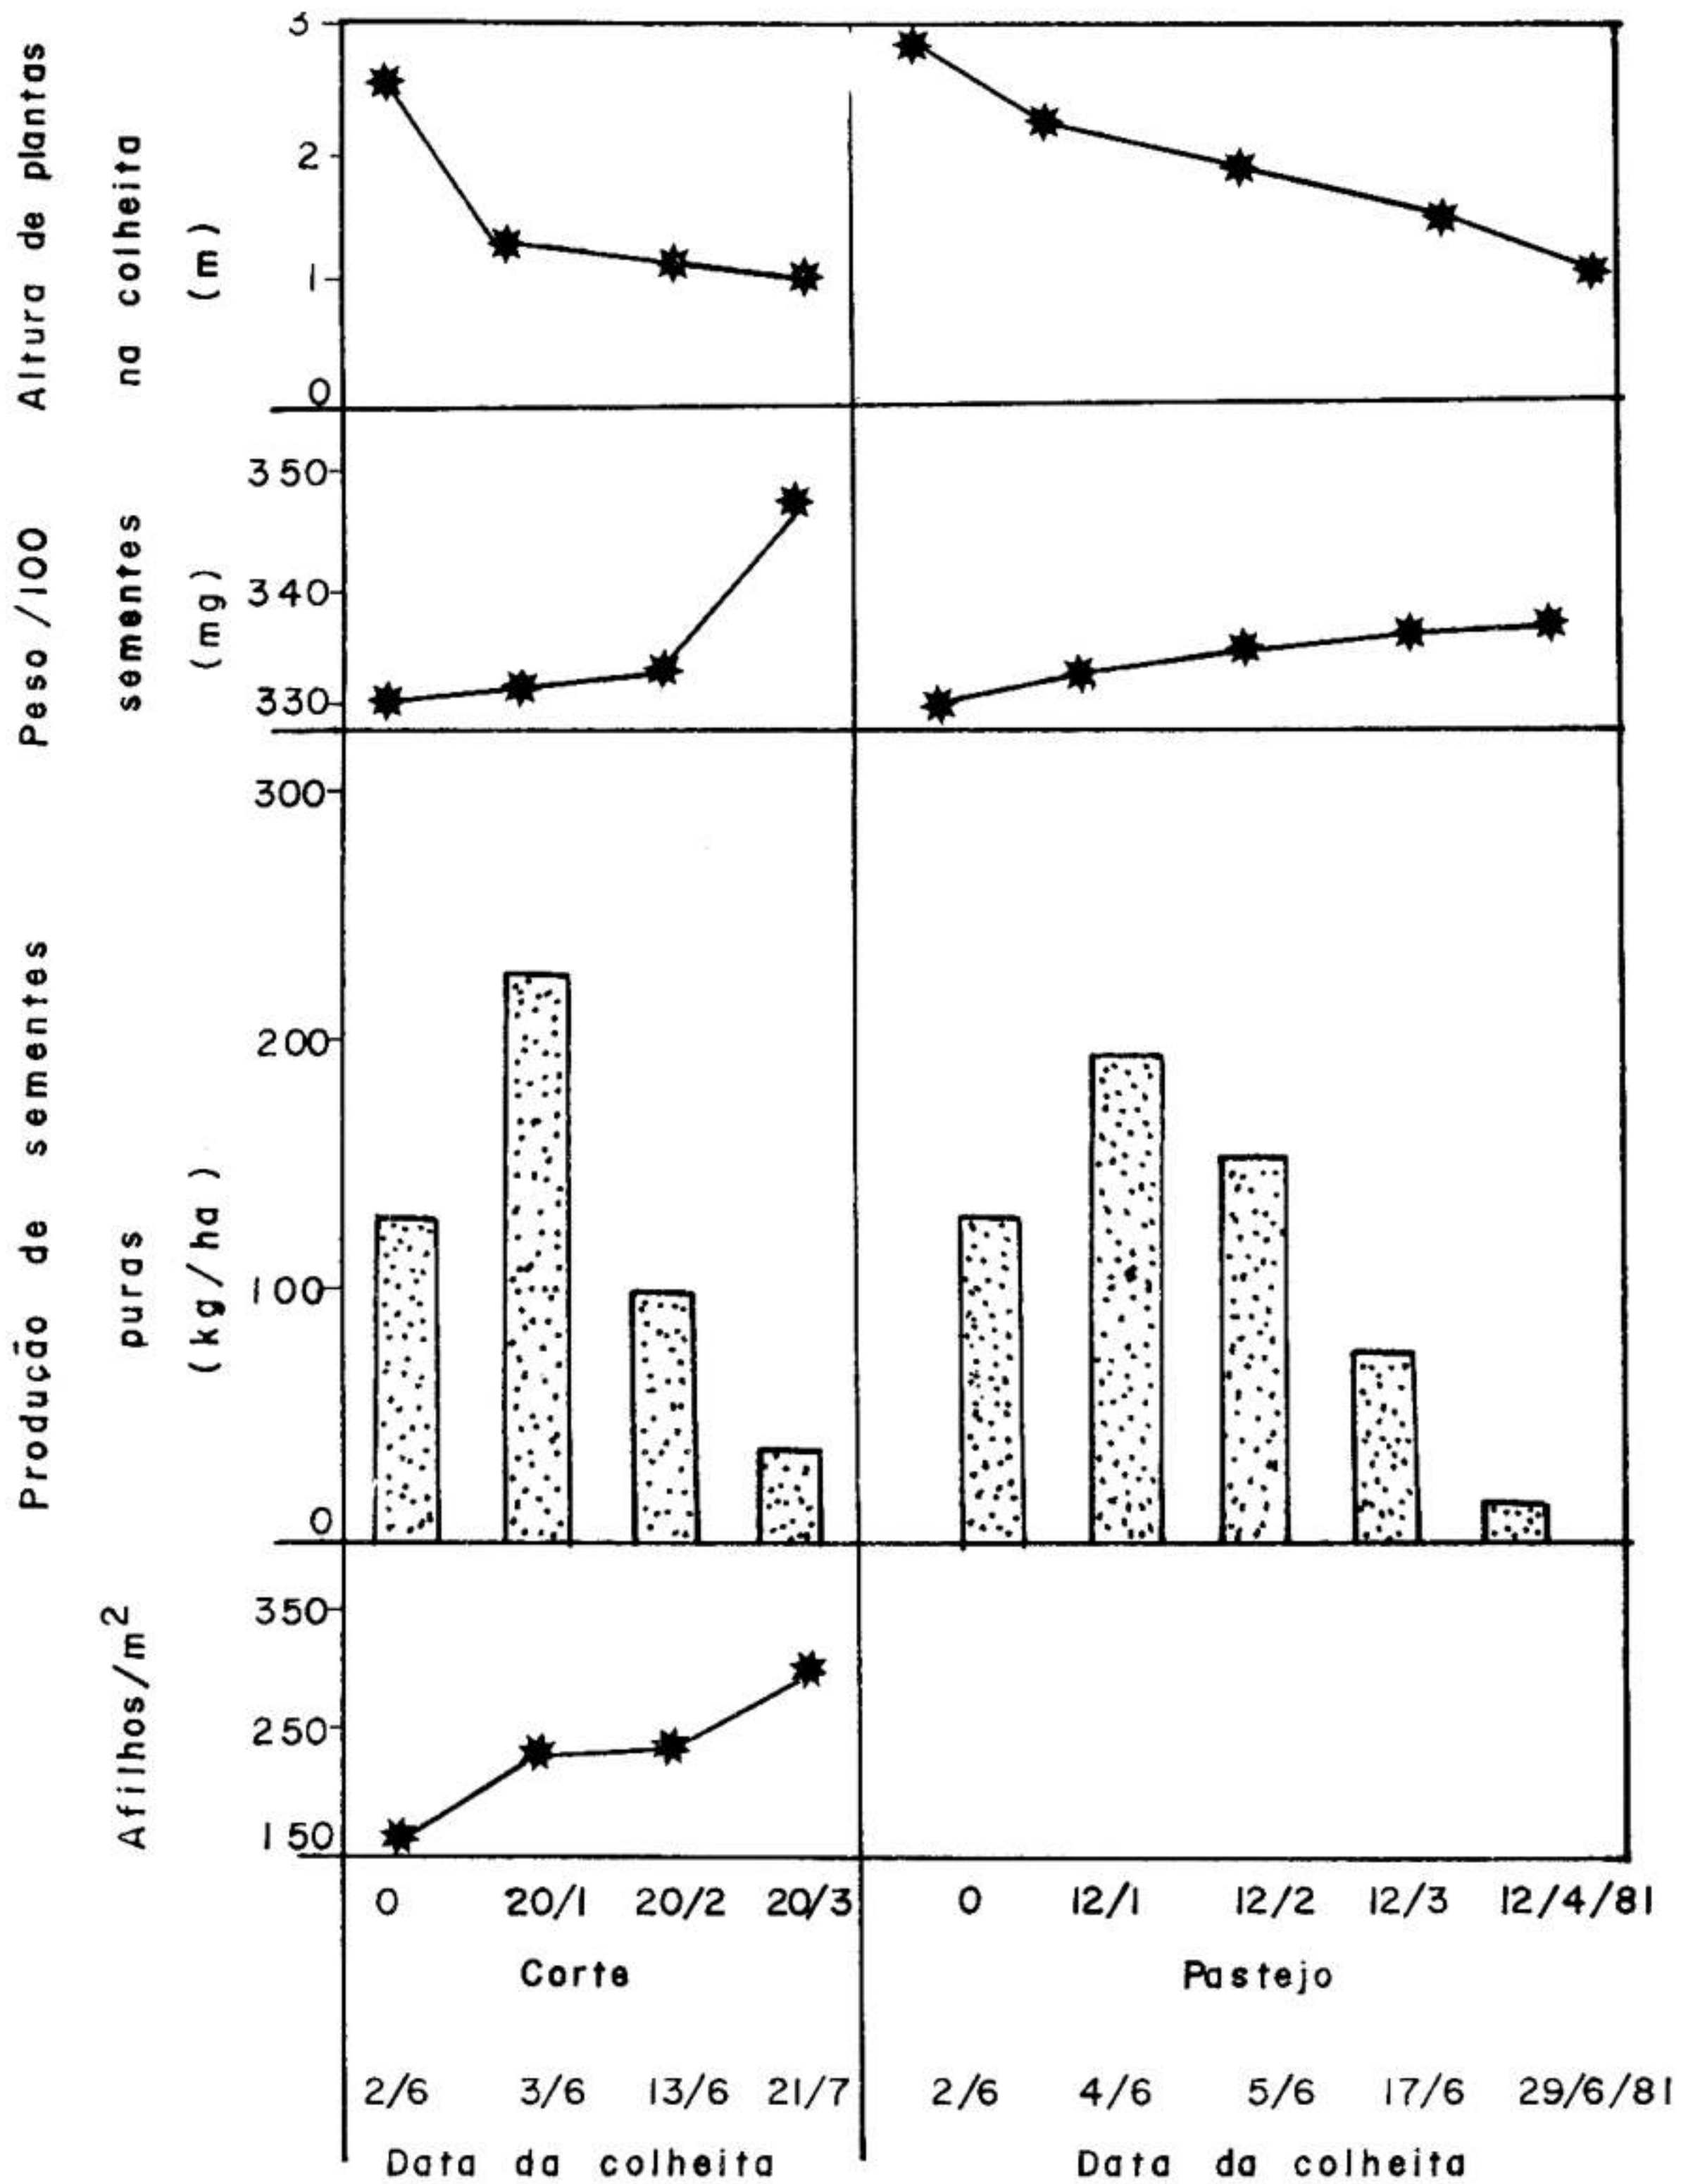 Altura de plantas
na colheita
(m)
3
2
1
0
Peso /100
sementes
(mg)
350
340
330
Produção de sementes
puras
(kg/ha)
300
200
100
0
Afilhos/m²
350
250
150
0 20/1 20/2 20/3 0 12/1 12/2 12/3 12/4/81
Corte Pastejo
2/6 3/6 13/6 21/7 2/6 4/6 5/6 17/6 29/6/81
Data da colheita Data da colheita